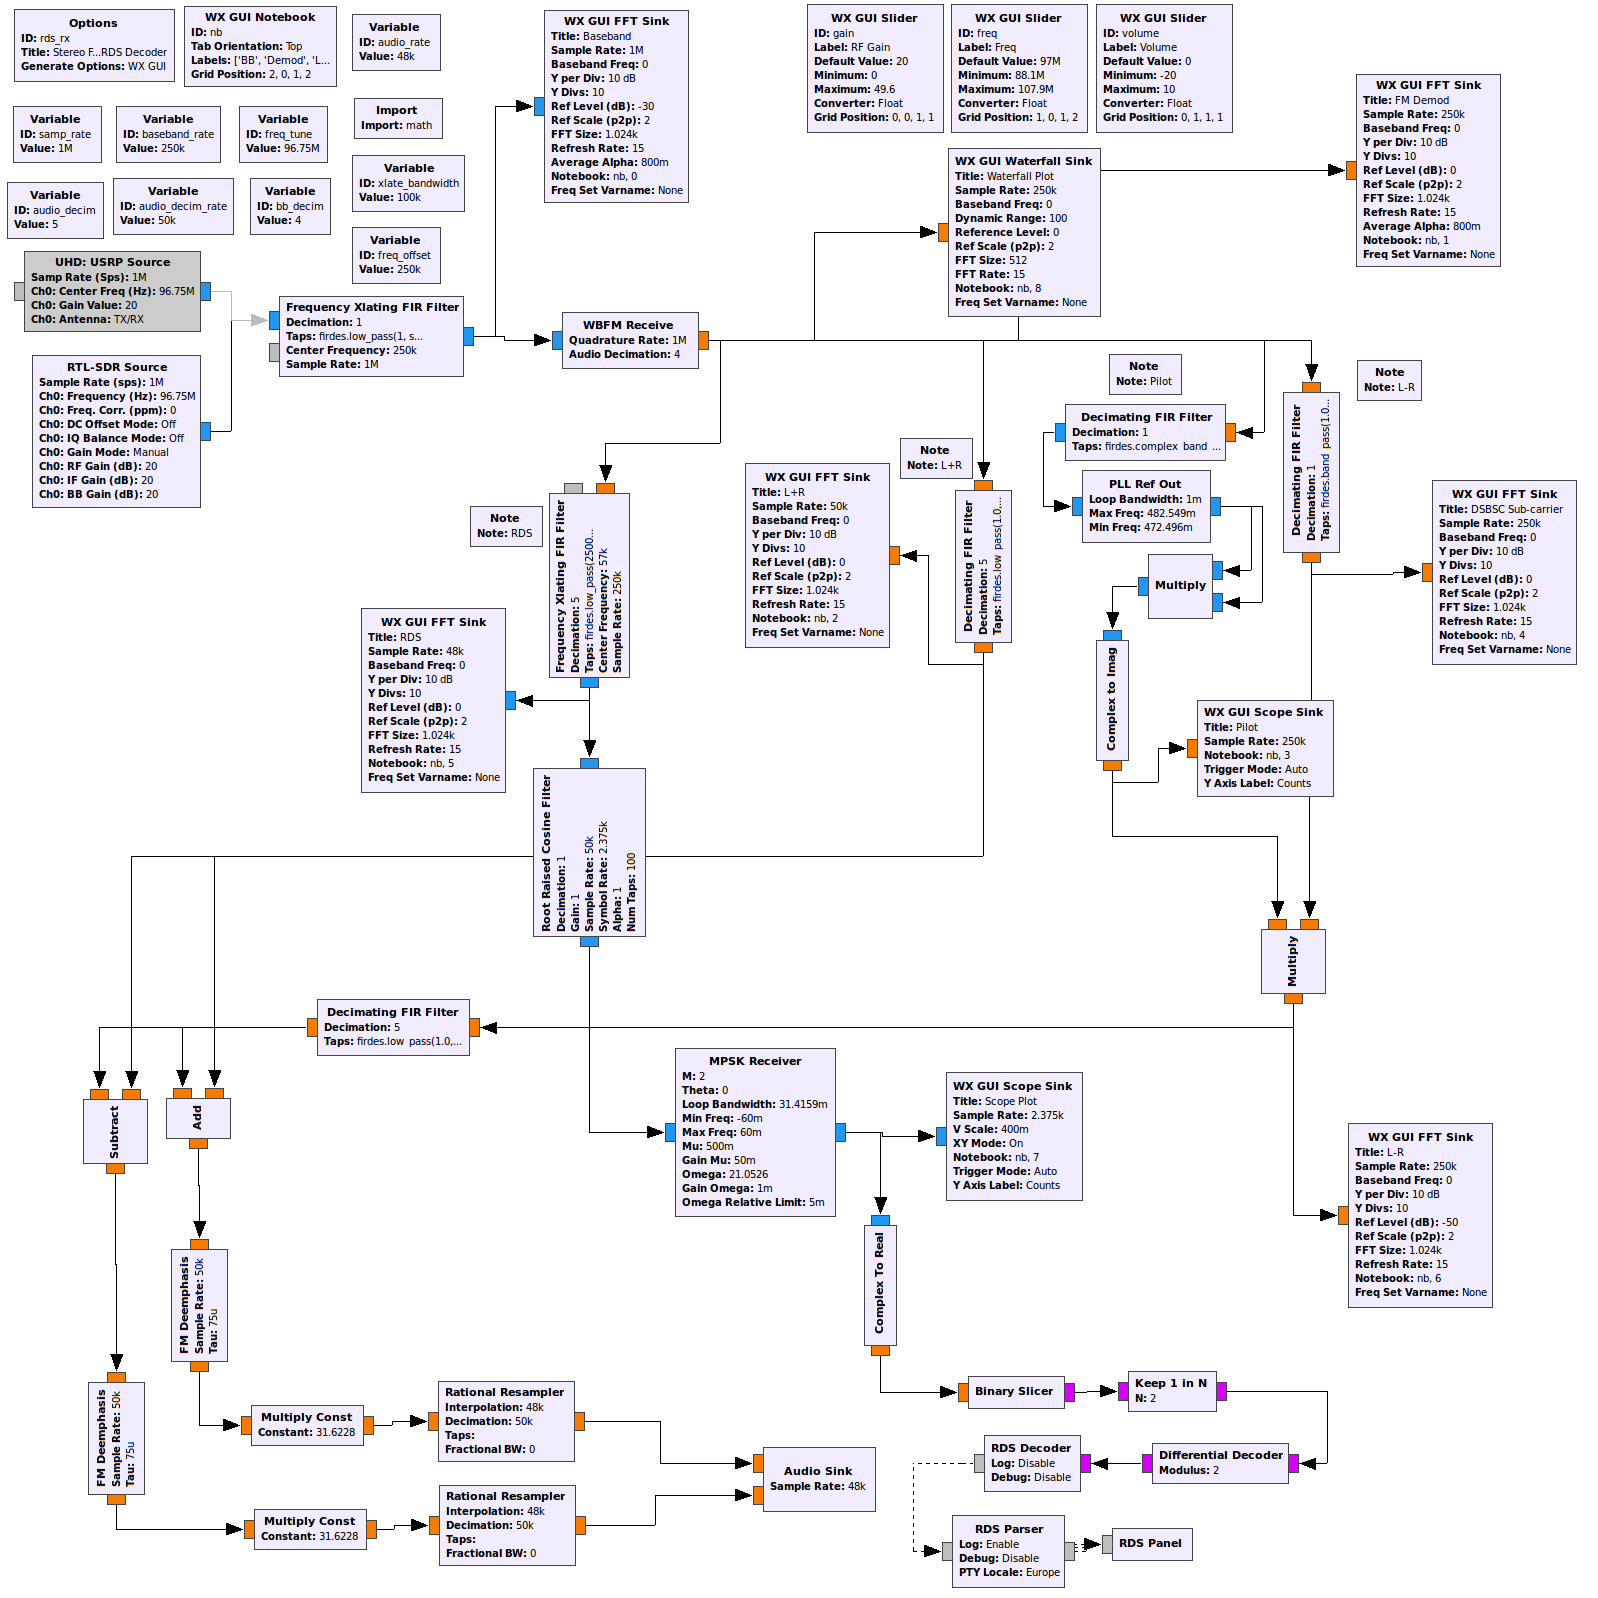 Options
ID: rds_rx
Title: Stereo F...RDS Decoder
Generate Options: WX GUI
WX GUI Notebook
ID: nb
Tab Orientation: Top
Labels: ['BB', 'Demod', 'L...
Grid Position: 2, 0, 1, 2
Variable
ID: audio_rate
Value: 48k
WX GUI FFT Sink
Title: Baseband
Sample Rate: 1M
Baseband Freq: 0
Y per Div: 10 dB
Y Divs: 10
Ref Level (dB): -30
Ref Scale (p2p): 2
FFT Size: 1.024k
Refresh Rate: 15
Average Alpha: 800m
Notebook: nb, 0
Freq Set Varname: None
WX GUI Slider
ID: gain
Label: RF Gain
Default Value: 20
Minimum: 0
Maximum: 49.6
Converter: Float
Grid Position: 0, 0, 1, 1
WX GUI Slider
ID: freq
Label: Freq
Default Value: 97M
Minimum: 88.1M
Maximum: 107.9M
Converter: Float
Grid Position: 1, 0, 1, 2
WX GUI Slider
ID: volume
Label: Volume
Default Value: 0
Minimum: -20
Maximum: 10
Converter: Float
Grid Position: 0, 1, 1, 1
WX GUI FFT Sink
Title: FM Demod
Sample Rate: 250k
Baseband Freq: 0
Y per Div: 10 dB
Y Divs: 10
Ref Level (dB): 0
Ref Scale (p2p): 2
FFT Size: 1.024k
Refresh Rate: 15
Average Alpha: 800m
Notebook: nb, 1
Freq Set Varname: None
Variable
ID: samp_rate
Value: 1M
Variable
ID: baseband_rate
Value: 250k
Variable
ID: freq_tune
Value: 96.75M
Import
Import: math
Variable
ID: audio_decim
Value: 5
Variable
ID: audio_decim_rate
Value: 50k
Variable
ID: bb_decim
Value: 4
Variable
ID: xlate_bandwidth
Value: 100k
Variable
ID: freq_offset
Value: 250k
WX GUI Waterfall Sink
Title: Waterfall Plot
Sample Rate: 250k
Baseband Freq: 0
Dynamic Range: 100
Reference Level: 0
Ref Scale (p2p): 2
FFT Size: 512
FFT Rate: 15
Notebook: nb, 8
Freq Set Varname: None
UHD: USRP Source
Samp Rate (Sps): 1M
Ch0: Center Freq (Hz): 96.75M
Ch0: Gain Value: 20
Ch0: Antenna: TX/RX
Frequency Xlating FIR Filter
Decimation: 1
Taps: firdes.low_pass(1, s...
Center Frequency: 250k
Sample Rate: 1M
WBFM Receive
Quadrature Rate: 1M
Audio Decimation: 4
RTL-SDR Source
Sample Rate (sps): 1M
Ch0: Frequency (Hz): 96.75M
Ch0: Freq. Corr. (ppm): 0
Ch0: DC Offset Mode: Off
Ch0: IQ Balance Mode: Off
Ch0: Gain Mode: Manual
Ch0: RF Gain (dB): 20
Ch0: IF Gain (dB): 20
Ch0: BB Gain (dB): 20
Note
Note: Pilot
Note
Note: L-R
Decimating FIR Filter
Decimation: 1
Taps: firdes.complex_band_...
Decimating FIR Filter
Decimation: 1
Taps: firdes.band_pass(1.0...
Note
Note: L+R
PLL Ref Out
Loop Bandwidth: 1m
Max Freq: 482.549m
Min Freq: 472.496m
WX GUI FFT Sink
Title: L+R
Sample Rate: 50k
Baseband Freq: 0
Y per Div: 10 dB
Y Divs: 10
Ref Level (dB): 0
Ref Scale (p2p): 2
FFT Size: 1.024k
Refresh Rate: 15
Notebook: nb, 2
Freq Set Varname: None
Decimating FIR Filter
Decimation: 5
Taps: firdes.low_pass(1.0,...
WX GUI FFT Sink
Title: DSBSC Sub-carrier
Sample Rate: 250k
Baseband Freq: 0
Y per Div: 10 dB
Y Divs: 10
Ref Level (dB): 0
Ref Scale (p2p): 2
FFT Size: 1.024k
Refresh Rate: 15
Notebook: nb, 4
Freq Set Varname: None
Note
Note: RDS
Frequency Xlating FIR Filter
Decimation: 5
Taps: firdes.low_pass(2500...
Center Frequency: 57k
Sample Rate: 250k
Multiply
WX GUI FFT Sink
Title: RDS
Sample Rate: 48k
Baseband Freq: 0
Y per Div: 10 dB
Y Divs: 10
Ref Level (dB): 0
Ref Scale (p2p): 2
FFT Size: 1.024k
Refresh Rate: 15
Notebook: nb, 5
Freq Set Varname: None
Complex to Imag
WX GUI Scope Sink
Title: Pilot
Sample Rate: 250k
Notebook: nb, 3
Trigger Mode: Auto
Y Axis Label: Counts
Root Raised Cosine Filter
Decimation: 1
Gain: 1
Sample Rate: 50k
Symbol Rate: 2.375k
Alpha: 1
Num Taps: 100
Multiply
Decimating FIR Filter
Decimation: 5
Taps: firdes.low_pass(1.0,...
Subtract
Add
MPSK Receiver
M: 2
Theta: 0
Loop Bandwidth: 31.4159m
Min Freq: -60m
Max Freq: 60m
Mu: 500m
Gain Mu: 50m
Omega: 21.0526
Gain Omega: 1m
Omega Relative Limit: 5m
WX GUI Scope Sink
Title: Scope Plot
Sample Rate: 2.375k
V Scale: 400m
XY Mode: On
Notebook: nb, 7
Trigger Mode: Auto
Y Axis Label: Counts
WX GUI FFT Sink
Title: L-R
Sample Rate: 250k
Baseband Freq: 0
Y per Div: 10 dB
Y Divs: 10
Ref Level (dB): -50
Ref Scale (p2p): 2
FFT Size: 1.024k
Refresh Rate: 15
Notebook: nb, 6
Freq Set Varname: None
FM Deemphasis
Sample Rate: 50k
Tau: 75u
Complex To Real
FM Deemphasis
Sample Rate: 50k
Tau: 75u
Multiply Const
Constant: 31.6228
Rational Resampler
Interpolation: 48k
Decimation: 50k
Taps:
Fractional BW: 0
Binary Slicer
Keep 1 in N
N: 2
Audio Sink
Sample Rate: 48k
RDS Decoder
Log: Disable
Debug: Disable
Differential Decoder
Modulus: 2
Multiply Const
Constant: 31.6228
Rational Resampler
Interpolation: 48k
Decimation: 50k
Taps:
Fractional BW: 0
RDS Parser
Log: Enable
Debug: Disable
PTY Locale: Europe
RDS Panel